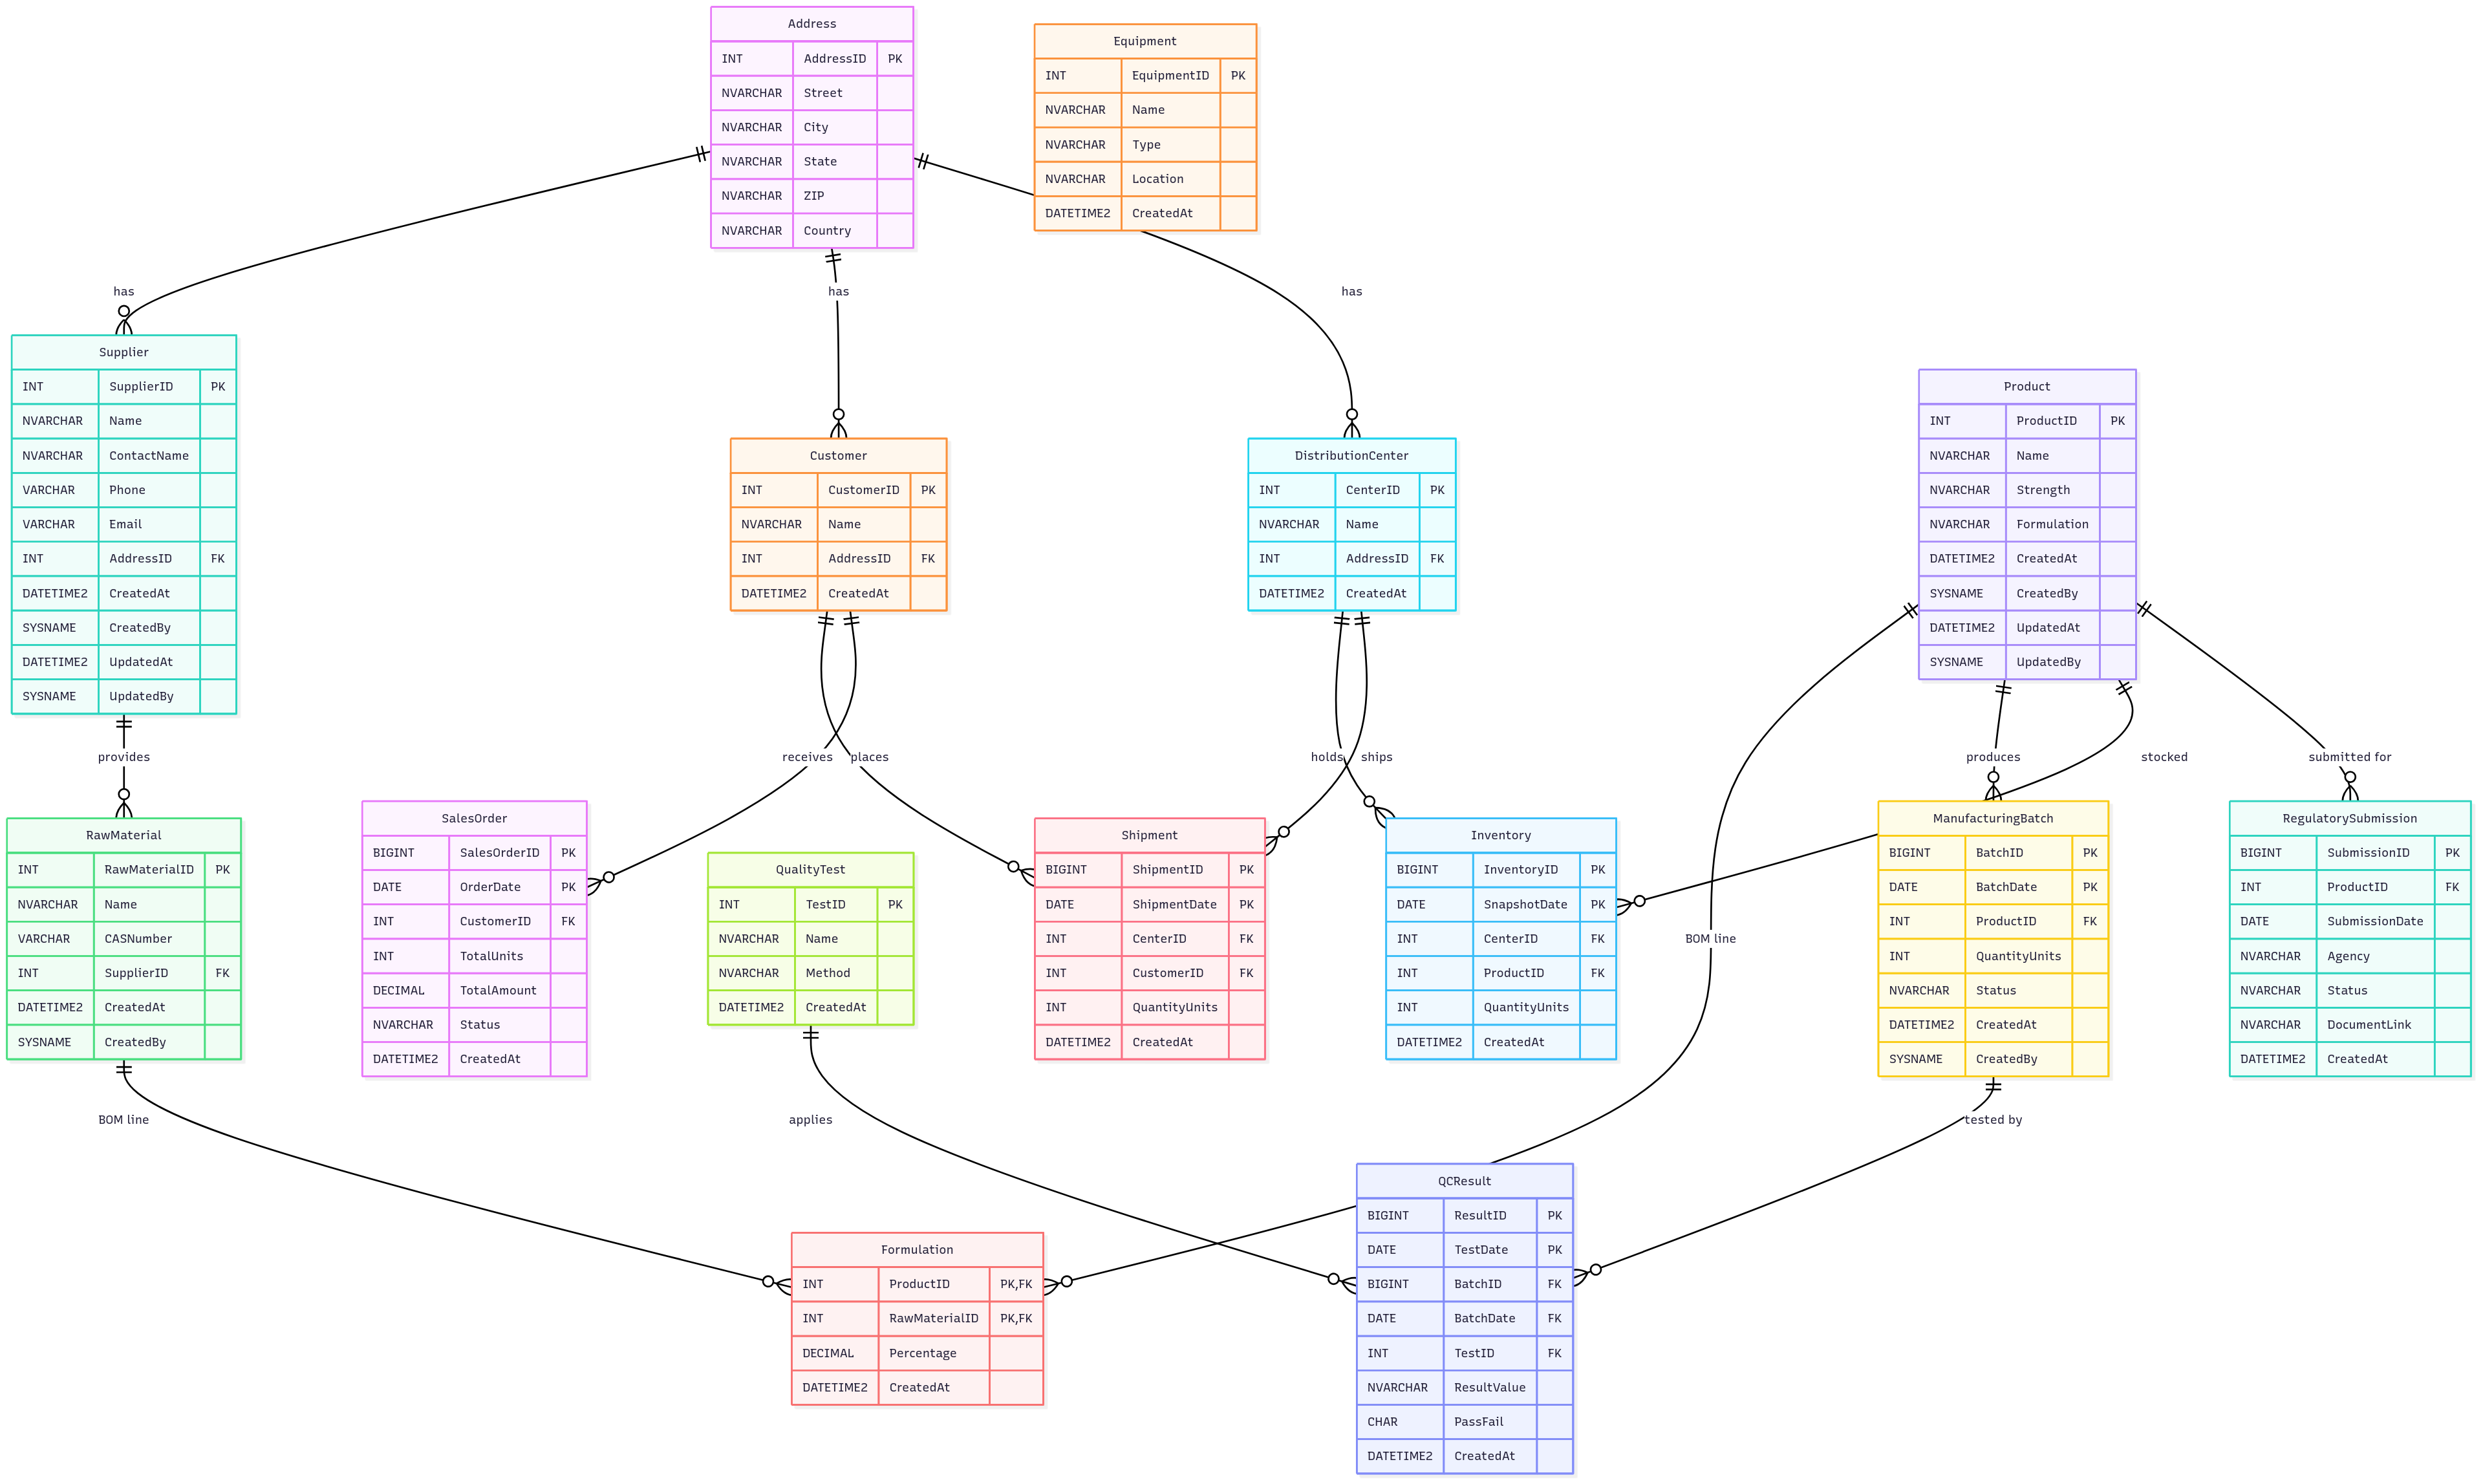 Address
INT AddressID PK
NVARCHAR Street
NVARCHAR City
NVARCHAR State
NVARCHAR ZIP
NVARCHAR Country
Equipment
INT EquipmentID PK
NVARCHAR Name
NVARCHAR Type
NVARCHAR Location
DATETIME2 CreatedAt
has
has
has
Supplier
INT SupplierID PK
NVARCHAR Name
NVARCHAR ContactName
VARCHAR Phone
VARCHAR Email
INT AddressID FK
DATETIME2 CreatedAt
SYSNAME CreatedBy
DATETIME2 UpdatedAt
SYSNAME UpdatedBy
Customer
INT CustomerID PK
NVARCHAR Name
INT AddressID FK
DATETIME2 CreatedAt
DistributionCenter
INT CenterID PK
NVARCHAR Name
INT AddressID FK
DATETIME2 CreatedAt
Product
INT ProductID PK
NVARCHAR Name
NVARCHAR Strength
NVARCHAR Formulation
DATETIME2 CreatedAt
SYSNAME CreatedBy
DATETIME2 UpdatedAt
SYSNAME UpdatedBy
provides
receives
places
holds
ships
produces
stocked
submitted for
RawMaterial
INT RawMaterialID PK
NVARCHAR Name
VARCHAR CASNumber
INT SupplierID FK
DATETIME2 CreatedAt
SYSNAME CreatedBy
SalesOrder
BIGINT SalesOrderID PK
DATE OrderDate PK
INT CustomerID FK
INT TotalUnits
DECIMAL TotalAmount
NVARCHAR Status
DATETIME2 CreatedAt
QualityTest
INT TestID PK
NVARCHAR Name
NVARCHAR Method
DATETIME2 CreatedAt
Shipment
BIGINT ShipmentID PK
DATE ShipmentDate PK
INT CenterID FK
INT CustomerID FK
INT QuantityUnits
DATETIME2 CreatedAt
Inventory
BIGINT InventoryID PK
DATE SnapshotDate PK
INT CenterID FK
INT ProductID FK
INT QuantityUnits
DATETIME2 CreatedAt
BOM line
ManufacturingBatch
BIGINT BatchID PK
DATE BatchDate PK
INT ProductID FK
INT QuantityUnits
NVARCHAR Status
DATETIME2 CreatedAt
SYSNAME CreatedBy
RegulatorySubmission
BIGINT SubmissionID PK
INT ProductID FK
DATE SubmissionDate
NVARCHAR Agency
NVARCHAR Status
NVARCHAR DocumentLink
DATETIME2 CreatedAt
BOM line
applies
tested by
Formulation
INT ProductID PK,FK
INT RawMaterialID PK,FK
DECIMAL Percentage
DATETIME2 CreatedAt
QCResult
BIGINT ResultID PK
DATE TestDate PK
BIGINT BatchID FK
DATE BatchDate FK
INT TestID FK
NVARCHAR ResultValue
CHAR PassFail
DATETIME2 CreatedAt